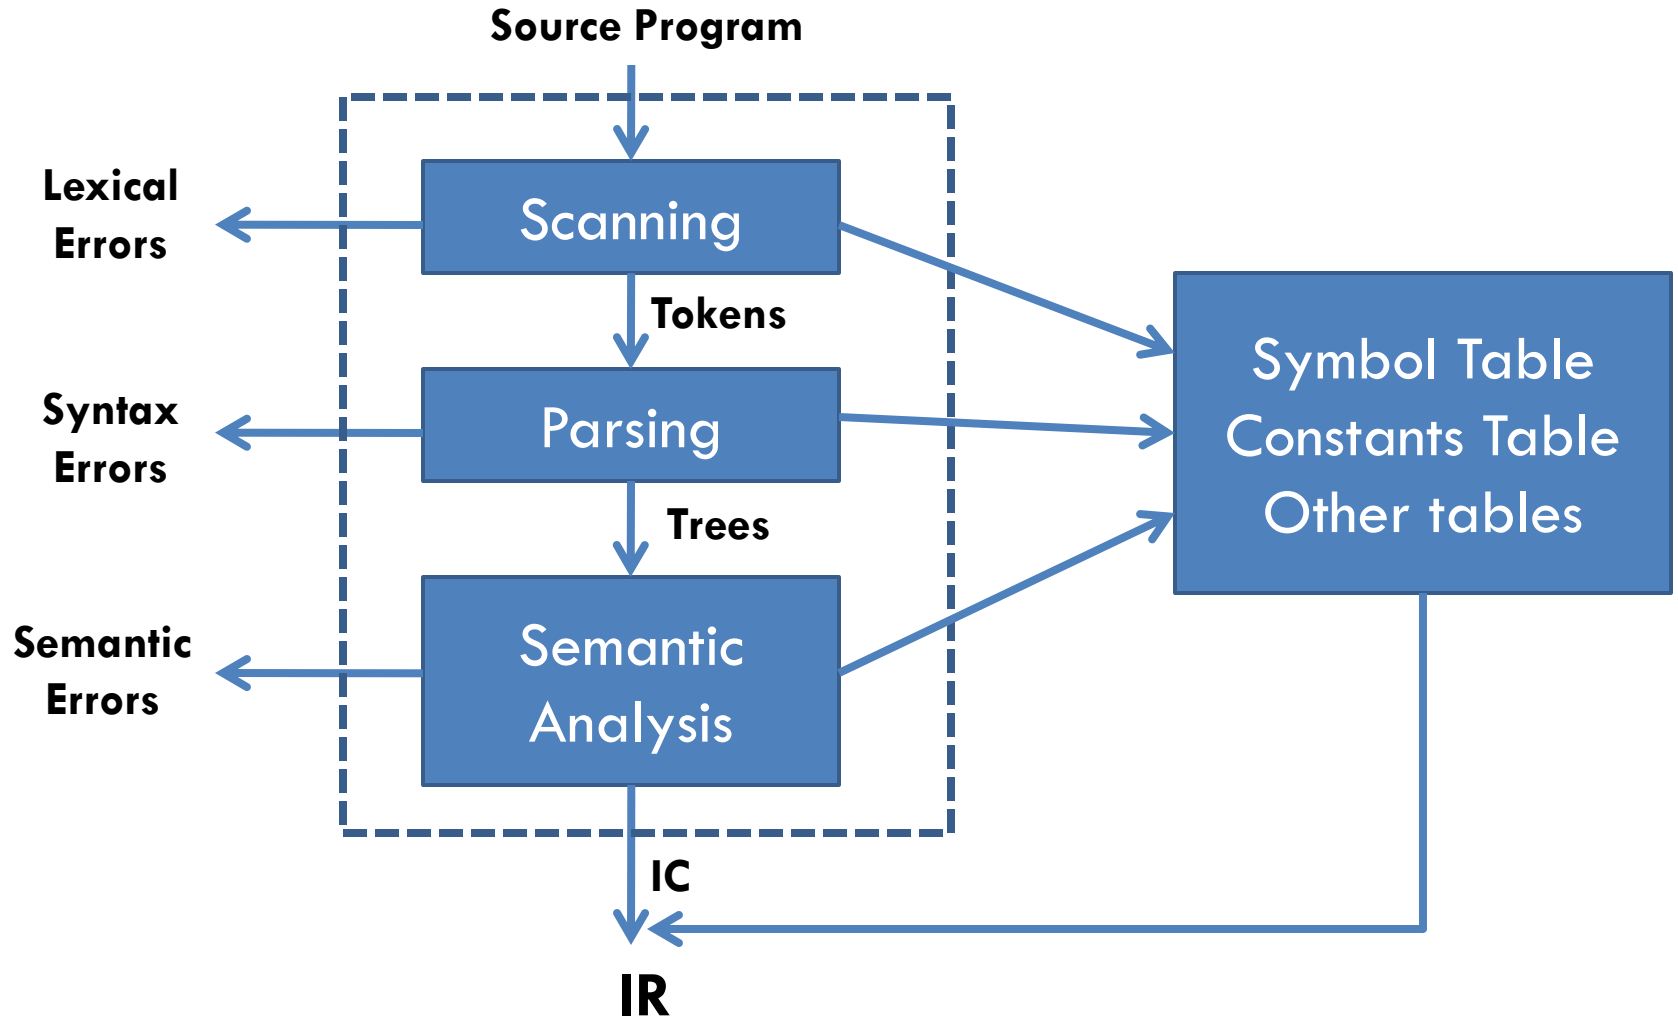 Source Program
Lexical
Errors
Scanning
Tokens
Syntax
Errors
Parsing
Symbol Table
Constants Table
Other tables
Trees
Semantic
Errors
Semantic
Analysis
IC
IR